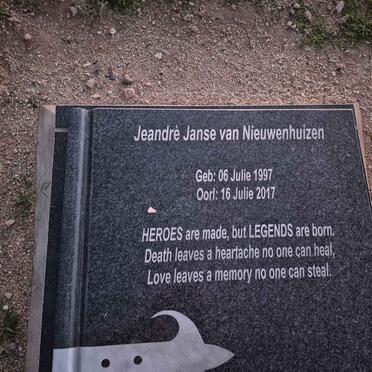 Jeandrè Janse van Nieuwenhuizen
Geb: 06 Julie 1997
Oorl: 16 Julie 2017
HEROES are made, but LEGENDS are born.
Death leaves a heartache no one can heal,
Love leaves a memory no one can steal.